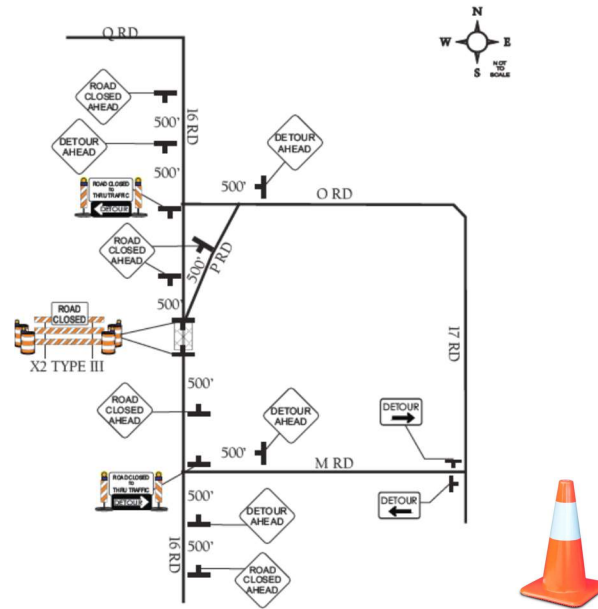 N
W E
S
NOT
TO
SCALE
Q RD
ROAD
CLOSED
AHEAD
500'
16 RD
DETOUR
AHEAD
500'
DETOUR
AHEAD
500'
ROAD CLOSED
TO
THRU TRAFFIC
DETOUR
O RD
ROAD
CLOSED
AHEAD
500'
P RD
500'
ROAD
CLOSED
X2 TYPE III
17 RD
500'
ROAD
CLOSED
AHEAD
DETOUR
AHEAD
500'
DETOUR
M RD
ROAD CLOSED
TO
THRU TRAFFIC
DETOUR
500'
DETOUR
DETOUR
AHEAD
500'
16 RD
ROAD
CLOSED
AHEAD